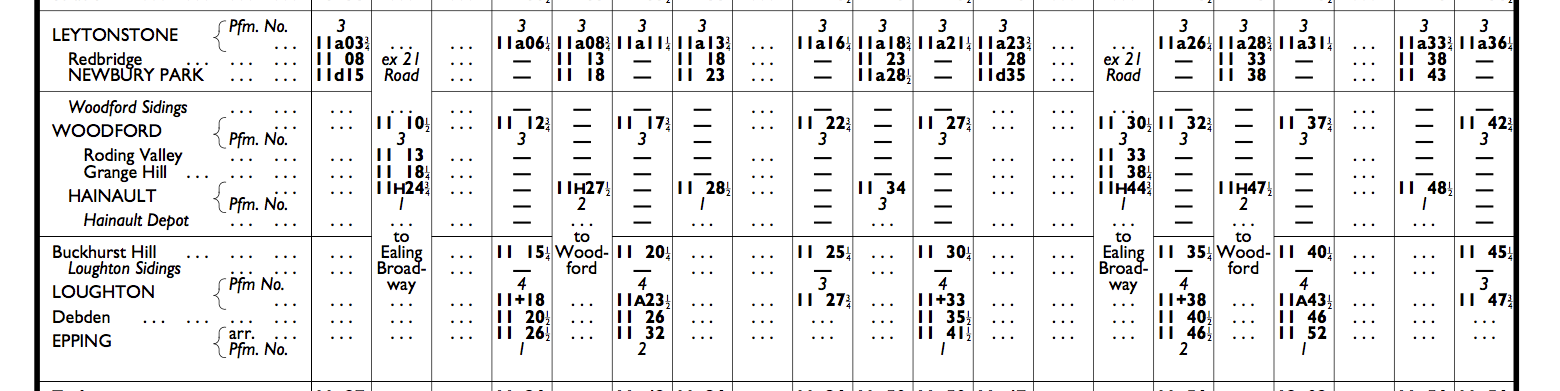 LEYTONSTONE { Pfm. No. 3 3 3 3 3 3 3 3 3 3 3 3 3 3
... 11a03¾ ... ... 11a06¼ 11a08¾ 11a11¼ 11a13¾ ... 11a16¼ 11a18¾ 11a21¼ 11a23¾ ... ... 11a26¼ 11a28¾ 11a31¼ ... 11a33¾ 11a36¼
Redbridge ... ... ... 11 08 ex 21 ... — 11 13 — 11 18 ... — 11 23 — 11 28 ... ex 21 — 11 33 — ... 11 38 —
NEWBURY PARK ... ... 11d15 Road ... — 11 18 — 11 23 ... — 11a28½ — 11d35 ... Road — 11 38 — ... 11 43 —
Woodford Sidings ... ... ... ... ... — — — — ... — — — ... ... ... — — — ... — —
WOODFORD { ... ... 11 10½ ... 11 12¾ — 11 17¾ — ... 11 22¾ — 11 27¾ ... ... 11 30½ 11 32¾ — 11 37¾ ... — 11 42¾
Pfm. No. 3 3 — 3 — 3 — 3 3 3 — 3 — 3
Roding Valley ... ... ... 11 13 ... — — — — ... — — — ... ... 11 33 — — — ... — —
Grange Hill ... ... ... ... 11 18¼ ... — — — — ... — — — ... ... 11 38¼ — — — ... — —
HAINAULT { ... ... 11H24¾ ... — 11H27½ — 11 28½ ... — 11 34 — ... ... 11H44¾ — 11H47½ — ... 11 48½ —
Pfm. No. 1 — 2 — 1 — 3 — 1 — 2 — 1 —
Hainault Depot ... ... ... ... — ... — ... ... — ... — ... ... — ... — ... ... —
to to to to
Buckhurst Hill ... ... ... ... Ealing ... 11 15¼ Wood- 11 20¼ ... ... 11 25¼ ... 11 30¼ ... ... Ealing 11 35¼ Wood- 11 40¼ ... ... 11 45¼
Loughton Sidings ... ... ... Broad- ... — ford — ... ... — ... — ... ... Broad- — ford — ... ... —
LOUGHTON { Pfm No. way 4 4 3 4 way 4 4 3
... ... ... 11+18 ... 11A23½ ... ... 11 27¾ ... 11+33 ... ... 11+38 ... 11A43½ ... ... 11 47¾
Debden ... ... ... ... ... ... ... 11 20½ ... 11 26 ... ... ... ... 11 35½ ... ... ... 11 40½ ... 11 46 ... ... ...
EPPING { arr. ... ... ... 11 26½ ... 11 32 ... ... ... ... 11 41½ ... ... ... 11 46½ ... 11 52 ... ... ...
Pfm. No. 1 2 1 2 1